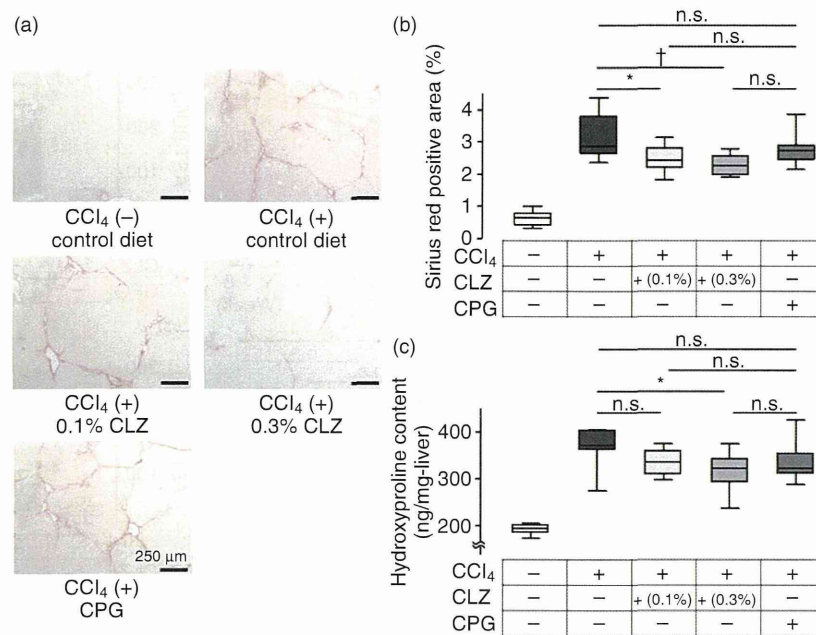 (a)
CCl₄ (–)
control diet
CCl₄ (+)
control diet
CCl₄ (+)
0.1% CLZ
CCl₄ (+)
0.3% CLZ
250 µm
CCl₄ (+)
CPG
(b)
n.s.
n.s.
†
*
n.s.
Sirius red positive area (%)
4
3
2
1
0
CCl₄ – + + + +
CLZ – – + (0.1%) + (0.3%) –
CPG – – – – +
(c)
n.s.
n.s.
*
n.s.
n.s.
Hydroxyproline content
(ng/mg-liver)
400
300
200
CCl₄ – + + + +
CLZ – – + (0.1%) + (0.3%) –
CPG – – – – +